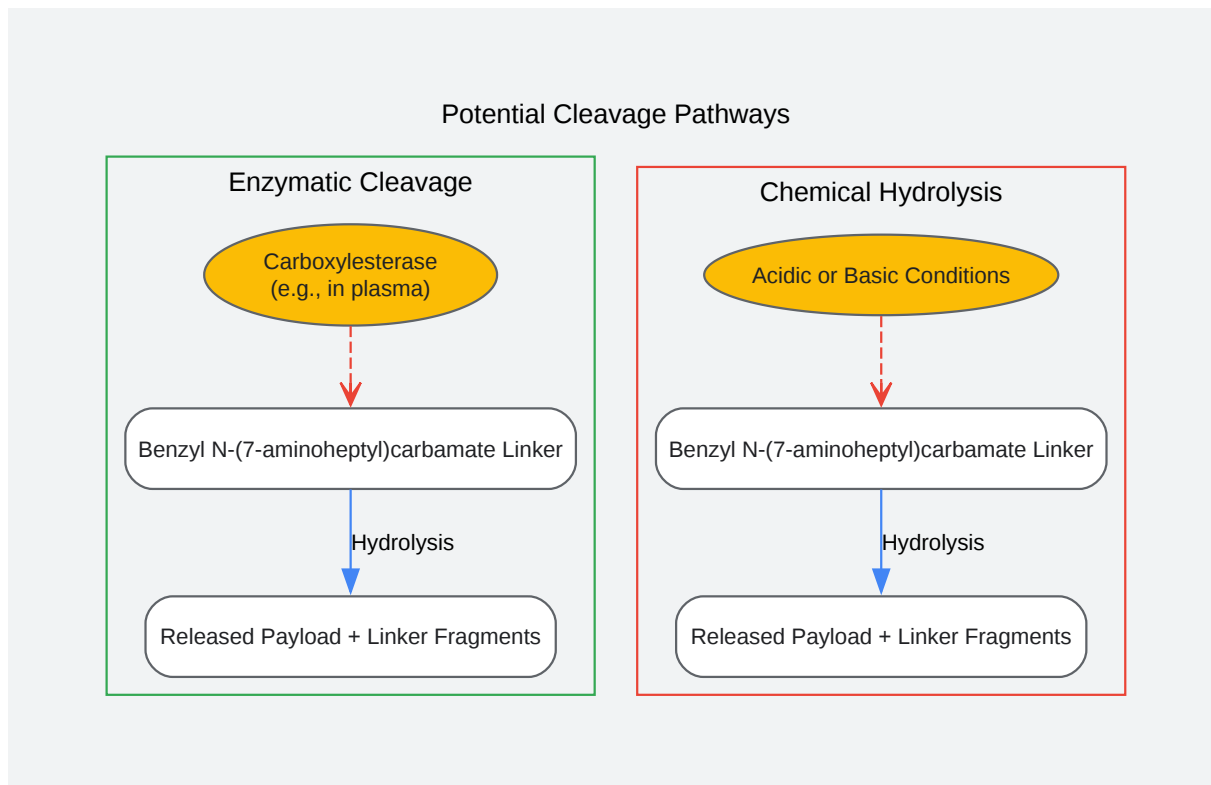 Potential Cleavage Pathways
Enzymatic Cleavage
Carboxylesterase
(e.g., in plasma)
Benzyl N-(7-aminoheptyl)carbamate Linker
Hydrolysis
Released Payload + Linker Fragments
Chemical Hydrolysis
Acidic or Basic Conditions
Benzyl N-(7-aminoheptyl)carbamate Linker
Hydrolysis
Released Payload + Linker Fragments